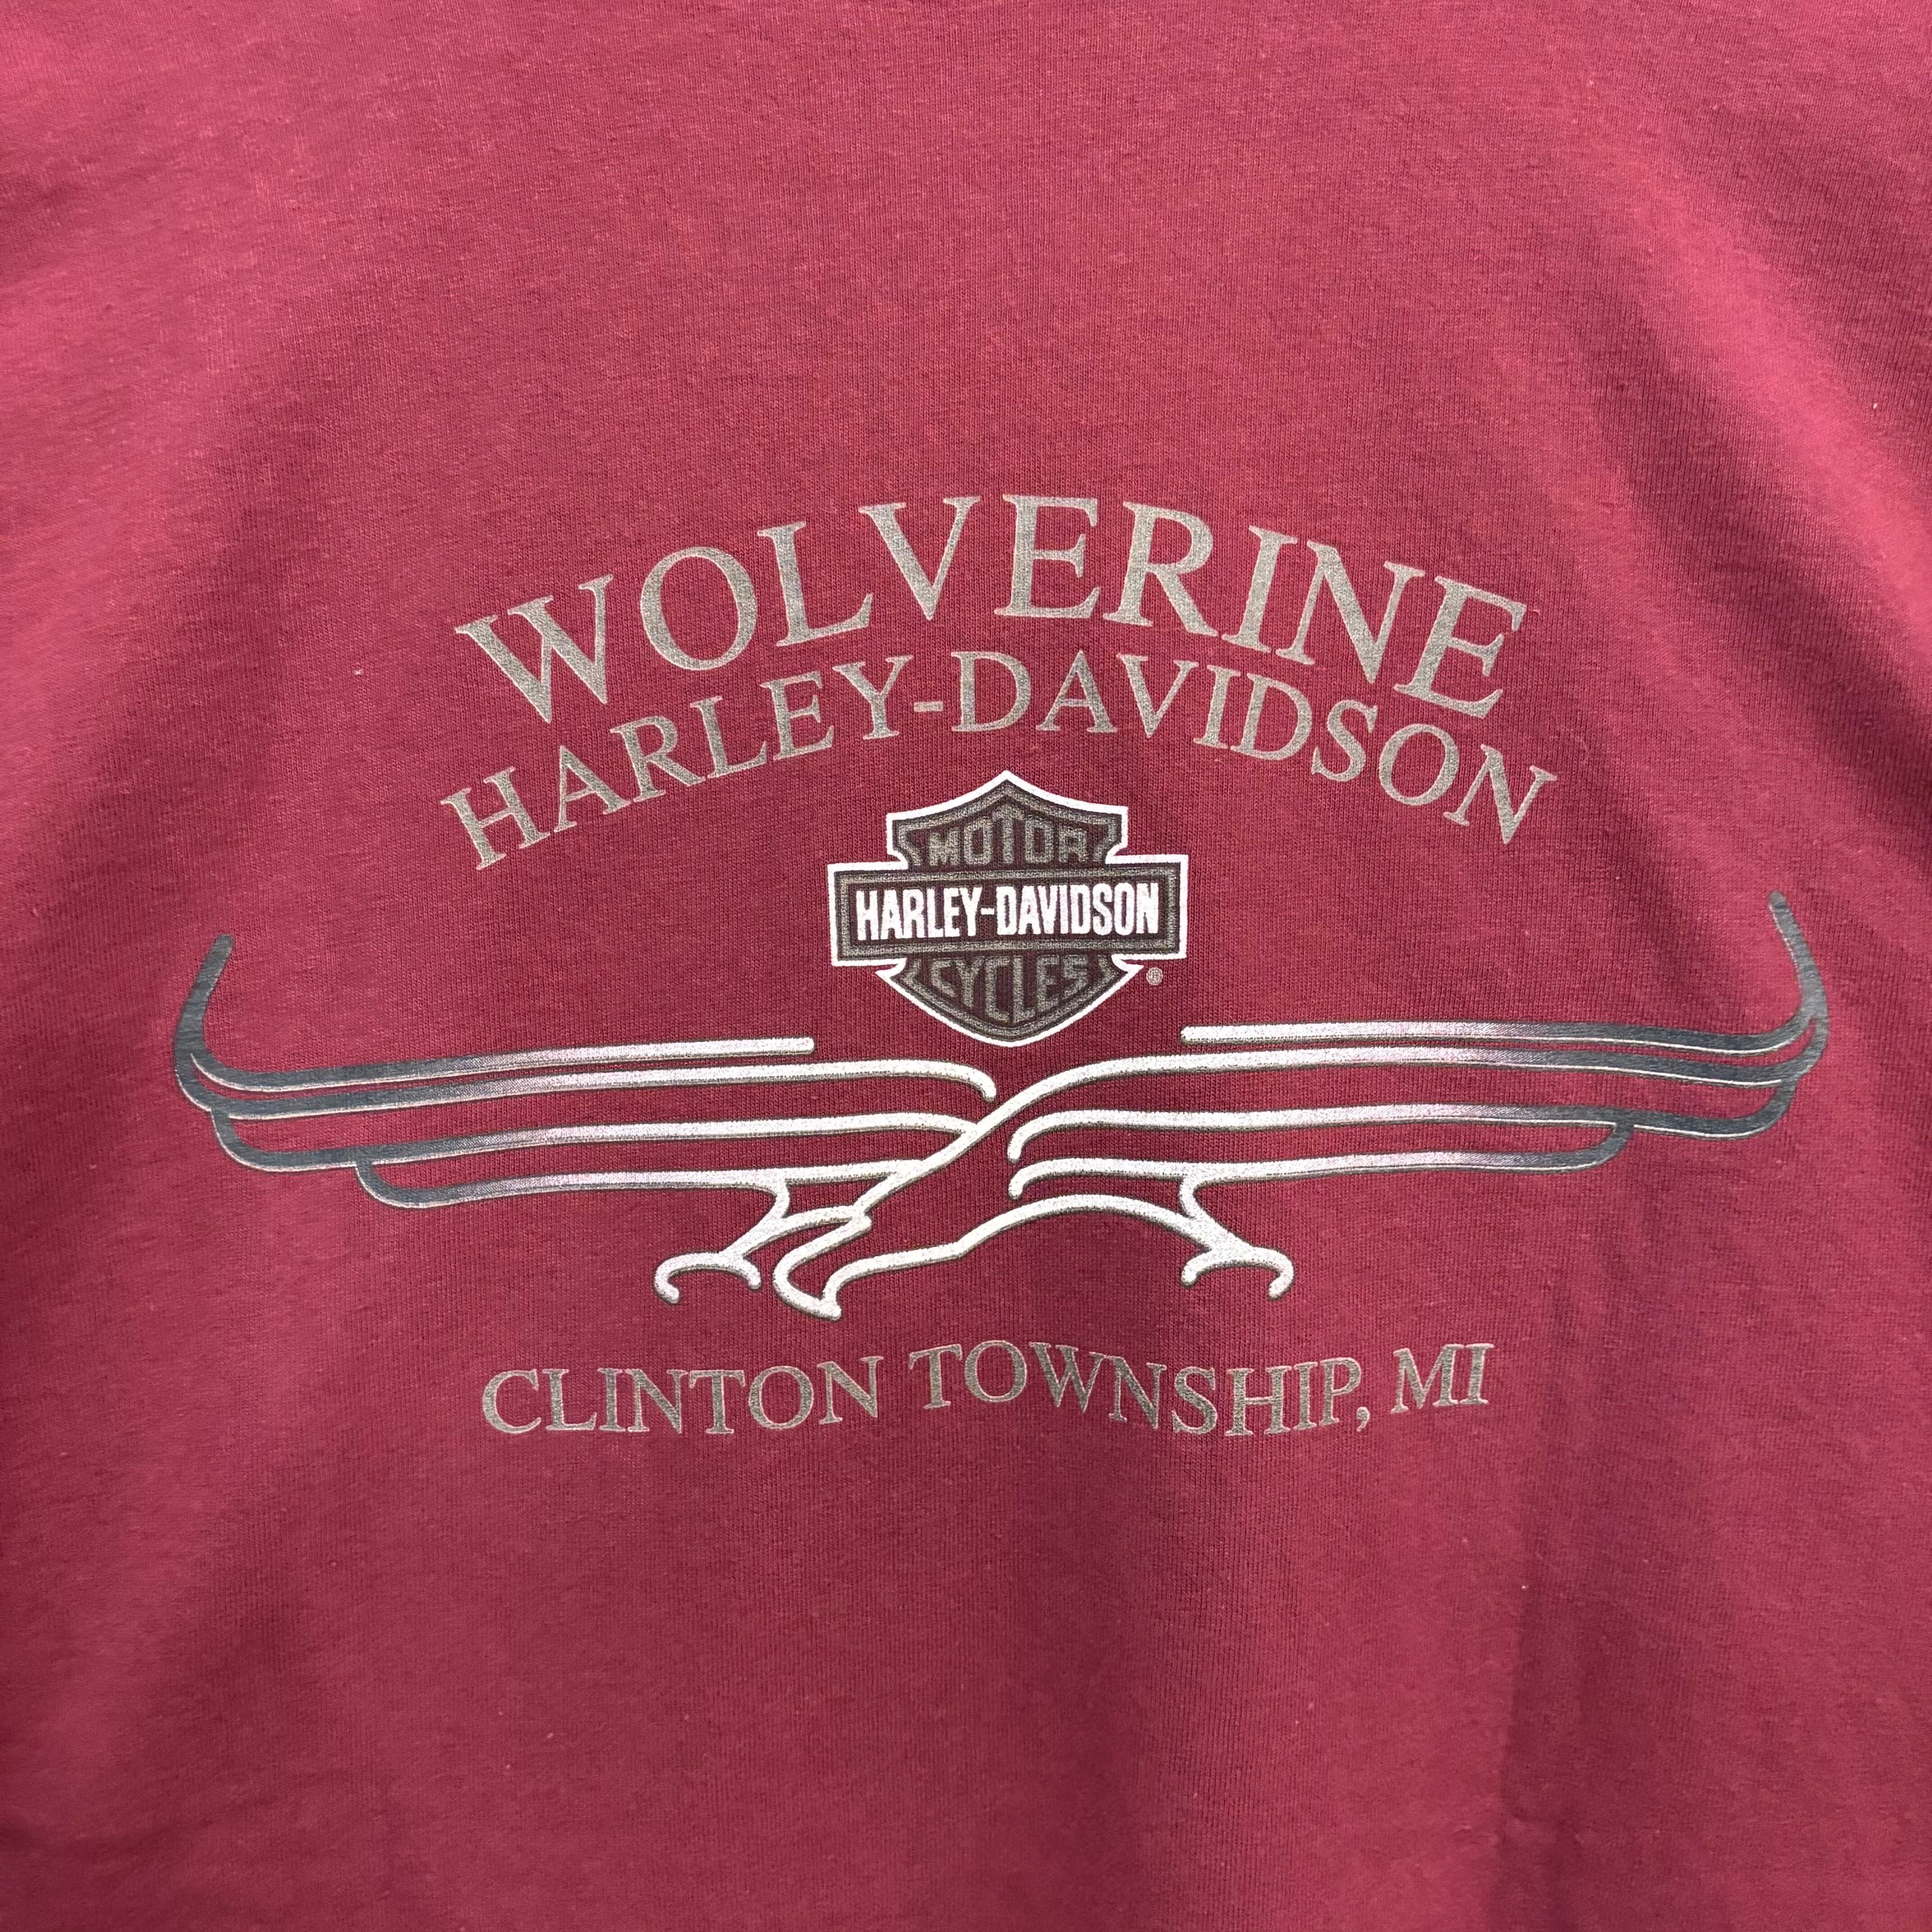 WOLVERINE
HARLEY-DAVIDSON
MOTOR
HARLEY-DAVIDSON
CYCLES
®
CLINTON TOWNSHIP, MI